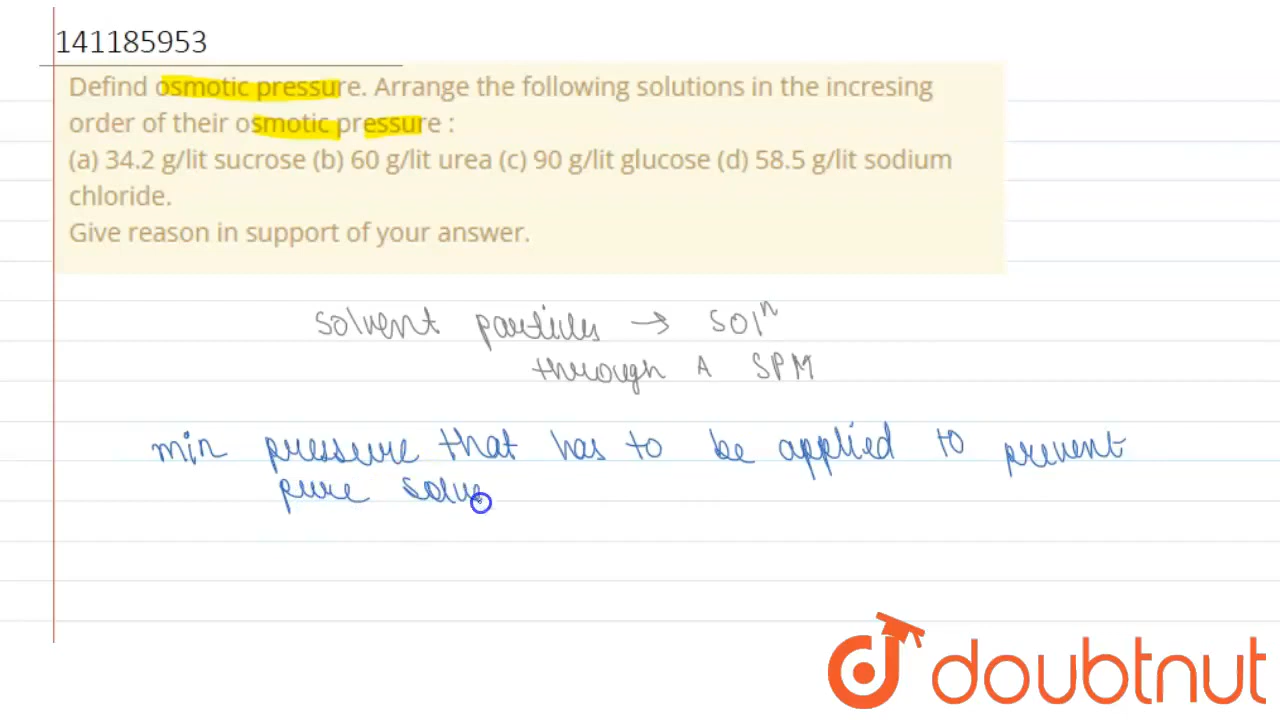 141185953
Defind osmotic pressure. Arrange the following solutions in the incresing
order of their osmotic pressure :
(a) 34.2 g/lit sucrose (b) 60 g/lit urea (c) 90 g/lit glucose (d) 58.5 g/lit sodium
chloride.
Give reason in support of your answer.
solvent particles → solⁿ
through A SPM
min pressure that has to be applied to prevent
pure solve
doubtnut